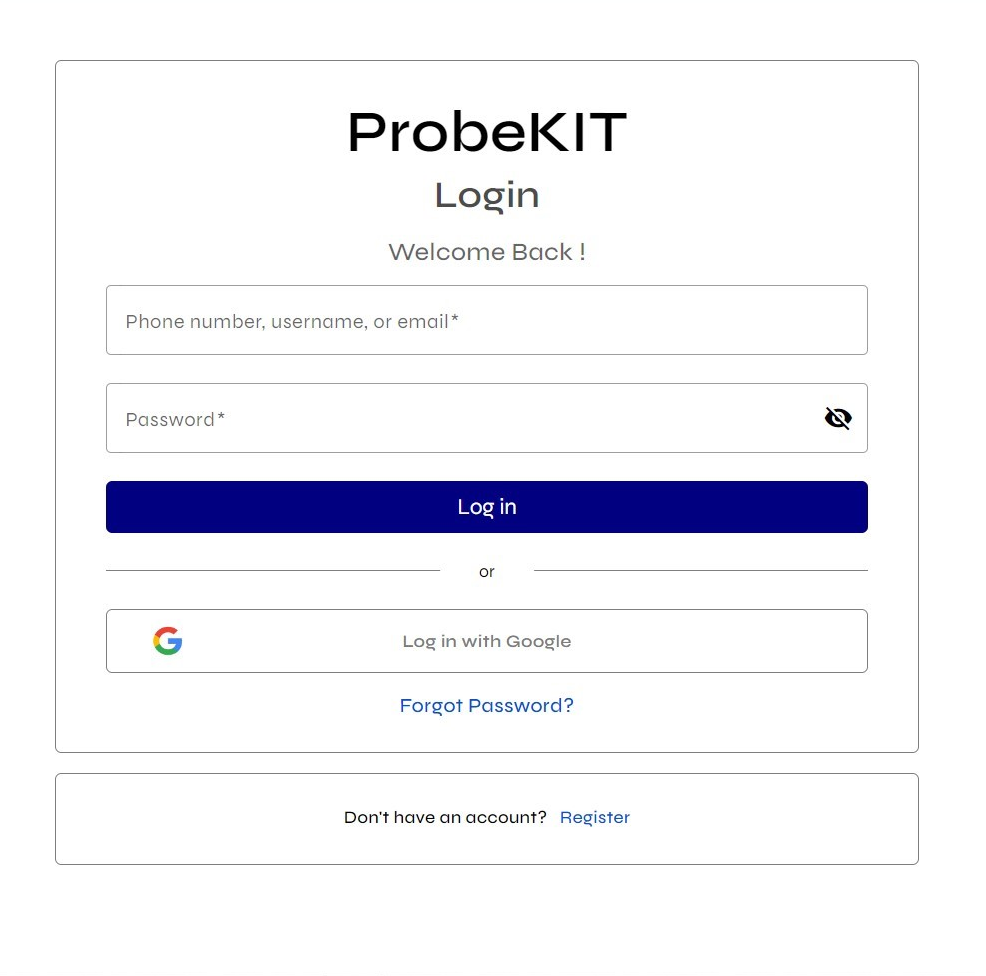 ProbeKIT
Login
Welcome Back !
Phone number, username, or email*
Password*
Log in
or
Log in with Google
Forgot Password?
Don't have an account? Register